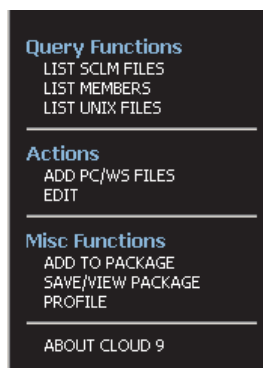 Query Functions
LIST SCLM FILES
LIST MEMBERS
LIST UNIX FILES
Actions
ADD PC/WS FILES
EDIT
Misc Functions
ADD TO PACKAGE
SAVE/VIEW PACKAGE
PROFILE
ABOUT CLOUD 9